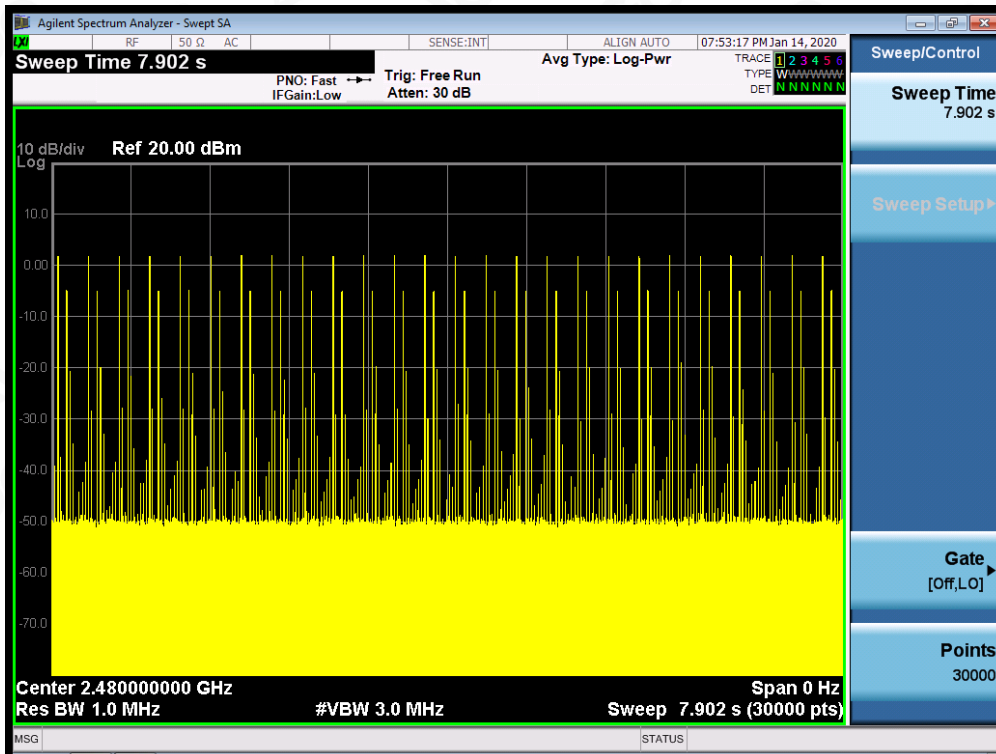 Agilent Spectrum Analyzer - Swept SA
LXI RF 50 Ω AC SENSE:INT ALIGN AUTO 07:53:17 PM Jan 14, 2020
Sweep Time 7.902 s
PNO: Fast
IFGain:Low
Trig: Free Run
Atten: 30 dB
Avg Type: Log-Pwr
TRACE 1 2 3 4 5 6
TYPE WWWWWW
DET N N N N N N
10 dB/div
Log
Ref 20.00 dBm
10.0
0.00
-10.0
-20.0
-30.0
-40.0
-50.0
-60.0
-70.0
Center 2.480000000 GHz
Span 0 Hz
Res BW 1.0 MHz
#VBW 3.0 MHz
Sweep 7.902 s (30000 pts)
MSG
STATUS
Sweep/Control
Sweep Time
7.902 s
Sweep Setup
Gate
[Off,LO]
Points
30000